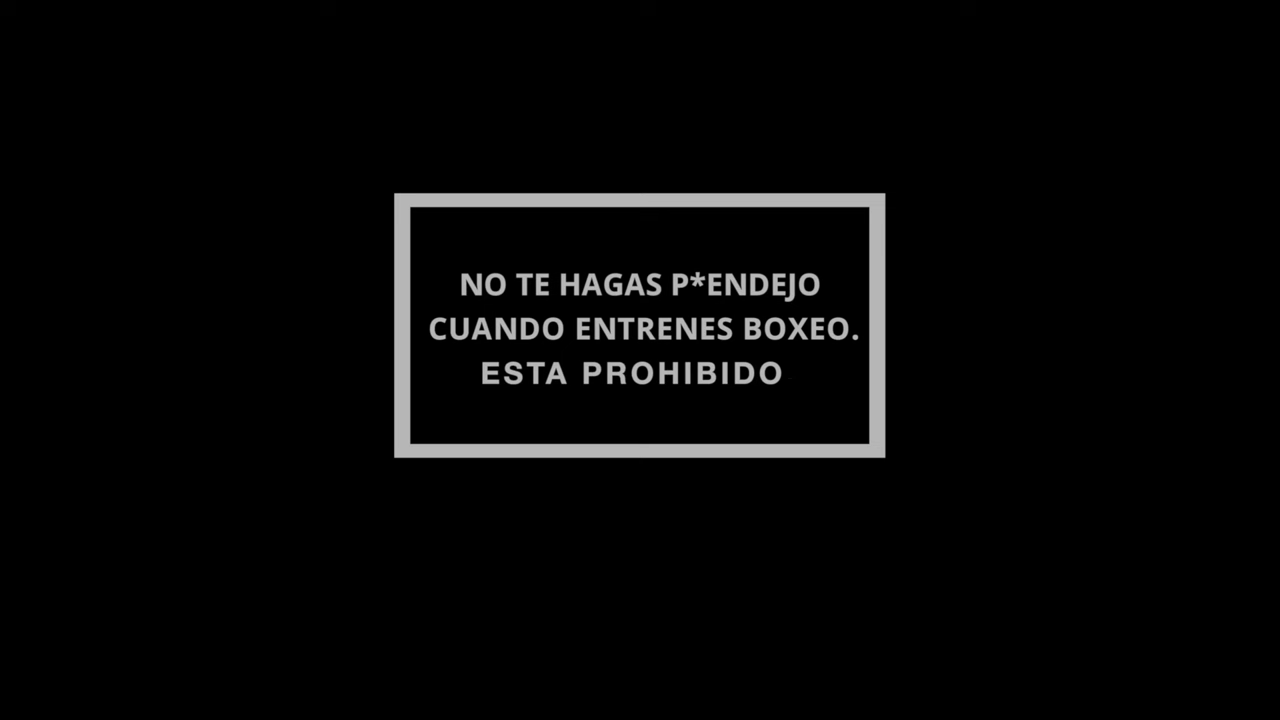 NO TE HAGAS P*ENDEJO
CUANDO ENTRENES BOXEO.
ESTA PROHIBIDO